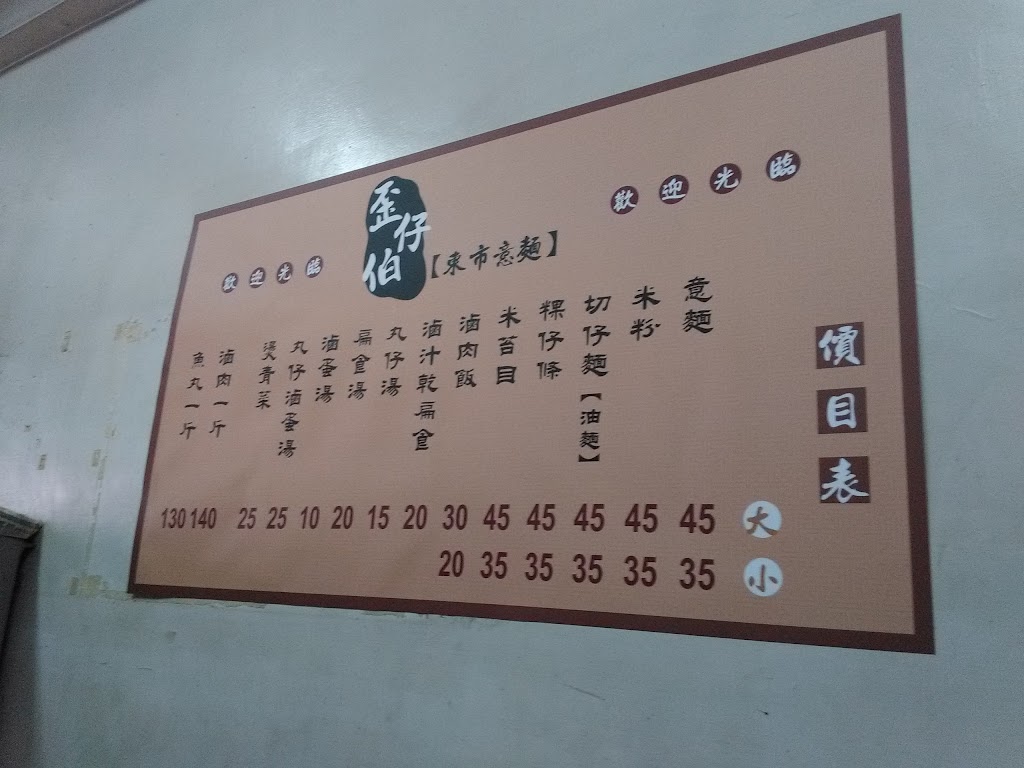 歪仔伯
【東市意麵】
歡迎光臨
歡迎光臨
價目表
大
小
意麵 45 35
米粉 45 35
切仔麵【油麵】 45 35
粿仔條 45 35
米苔目 45 35
滷肉飯 30 20
滷汁乾扁食 20
丸仔湯 15
扁食湯 20
滷蛋湯 10
丸仔滷蛋湯 25
燙青菜 25
滷肉一斤 140
魚丸一斤 130